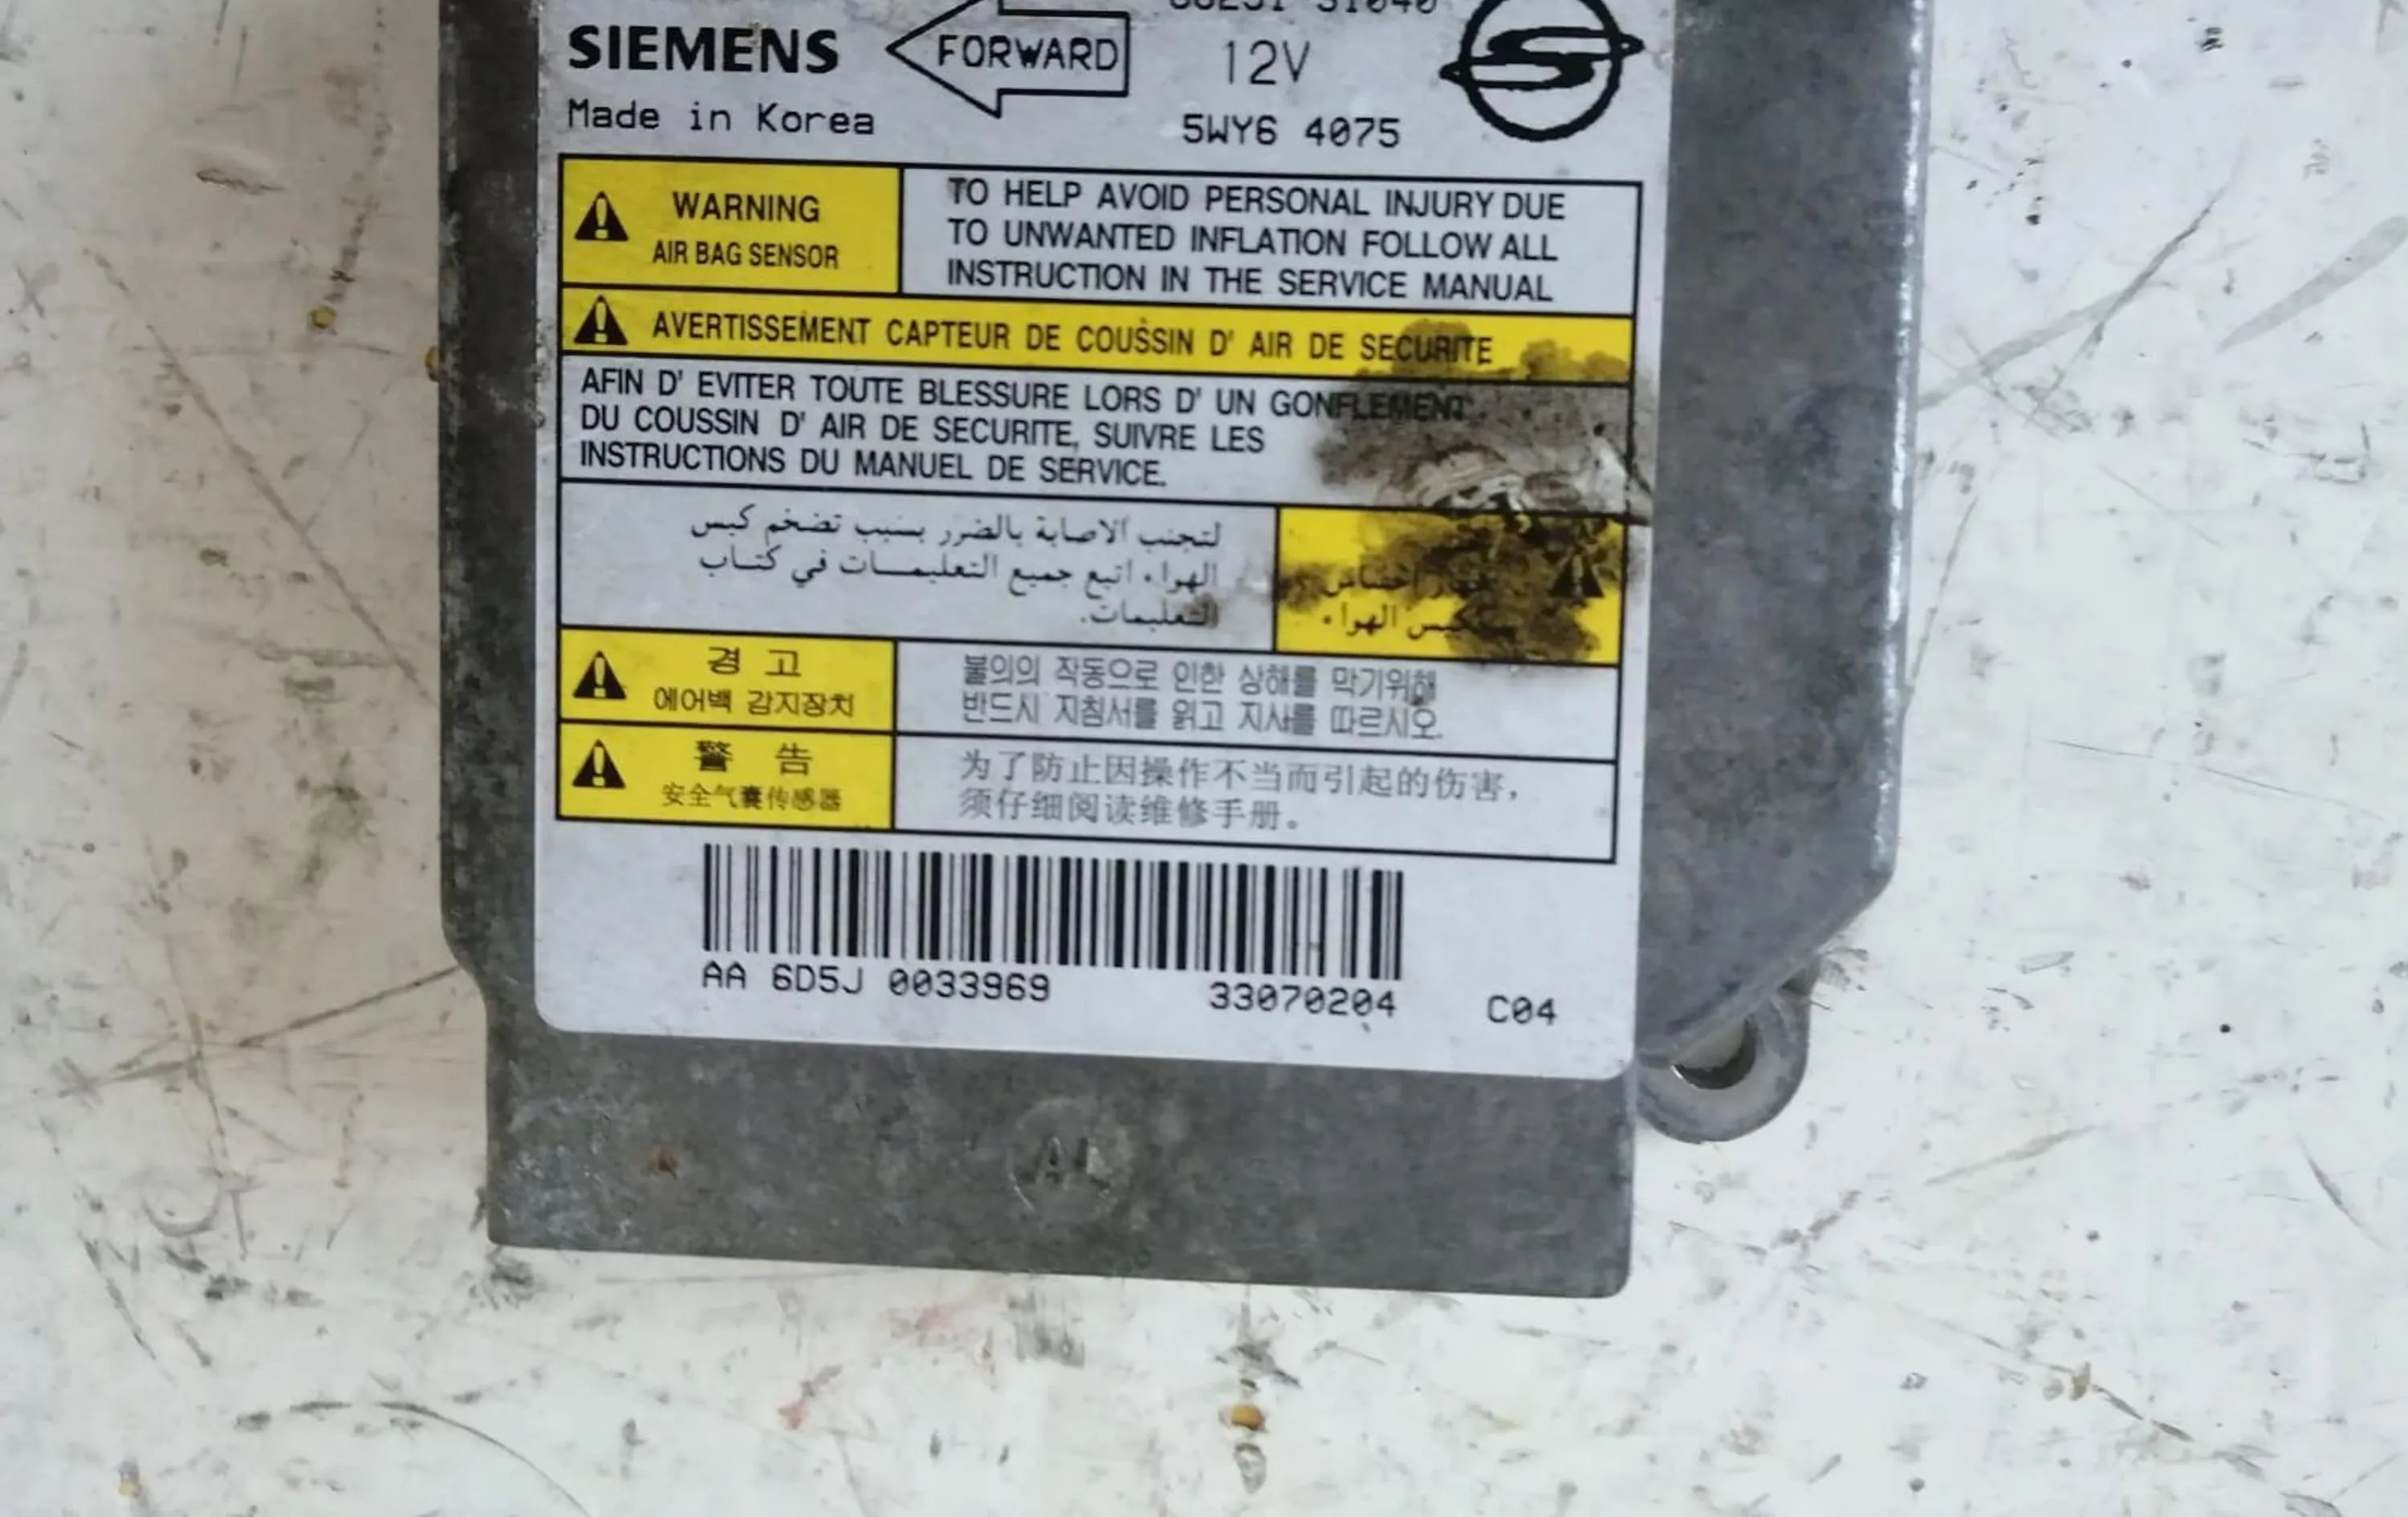 SIEMENS
FORWARD
12V
Made in Korea
5WY6 4075
WARNING
AIR BAG SENSOR
TO HELP AVOID PERSONAL INJURY DUE
TO UNWANTED INFLATION FOLLOW ALL
INSTRUCTION IN THE SERVICE MANUAL
AVERTISSEMENT CAPTEUR DE COUSSIN D' AIR DE SECURITE
AFIN D' EVITER TOUTE BLESSURE LORS D' UN GONFLEMENT
DU COUSSIN D' AIR DE SECURITE, SUIVRE LES
INSTRUCTIONS DU MANUEL DE SERVICE.
الهواء
لتجنب الاصابة بالضرر بسبب تضخم كيس
الهواء اتبع جميع التعليمات في كتاب
التعليمات.
경 고
에어백 감지장치
불의의 작동으로 인한 상해를 막기위해
반드시 지침서를 읽고 지시를 따르시오.
警 告
安全气囊传感器
为了防止因操作不当而引起的伤害，
须仔细阅读维修手册。
AA 6D5J 0033969 33070204 C04